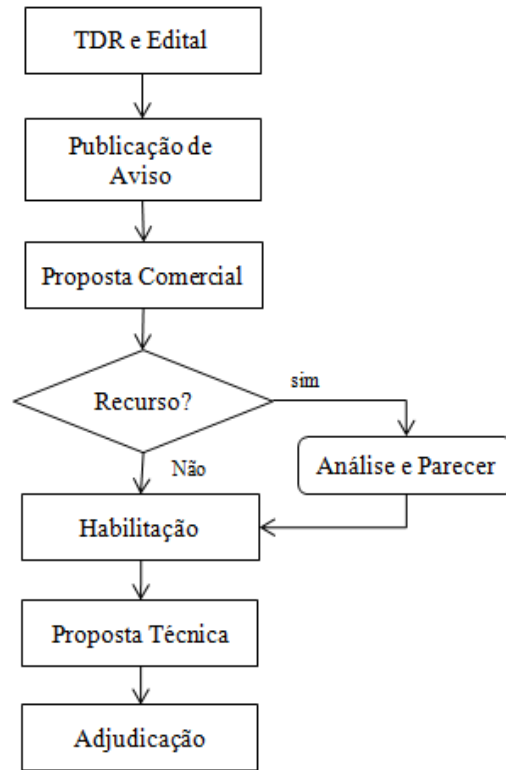 TDR e Edital
Publicação de
Aviso
Proposta Comercial
Recurso?
sim
Análise e Parecer
Não
Habilitação
Proposta Técnica
Adjudicação